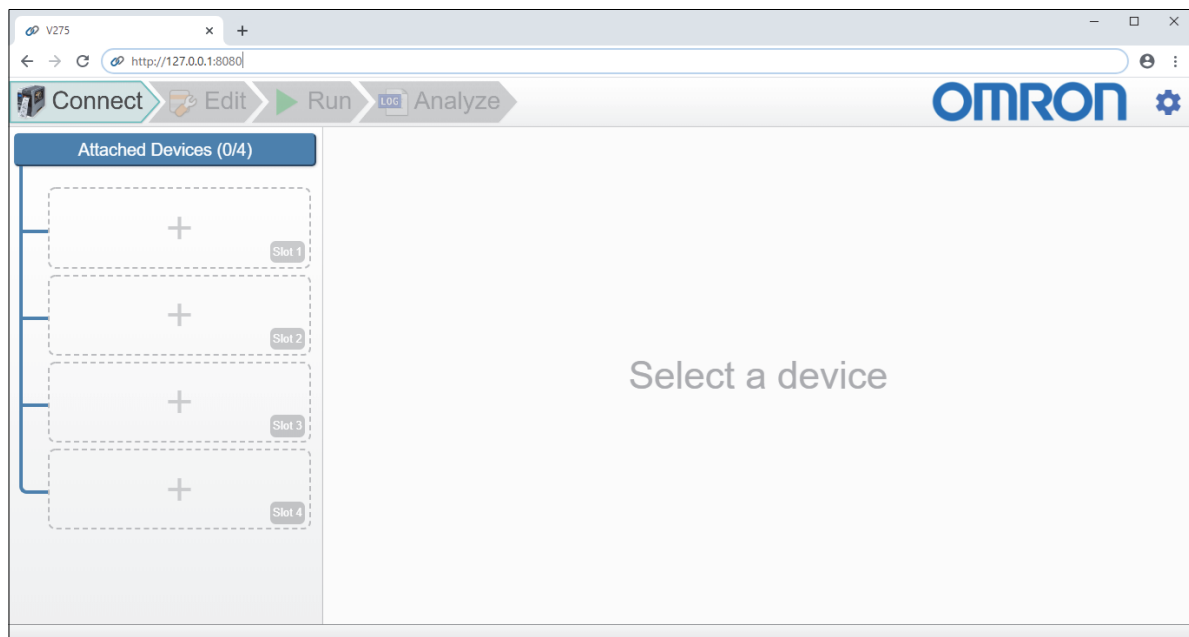 V275
http://127.0.0.1:8080
Connect Edit Run LOG Analyze OMRON
Attached Devices (0/4)
Slot 1
Slot 2
Select a device
Slot 3
Slot 4